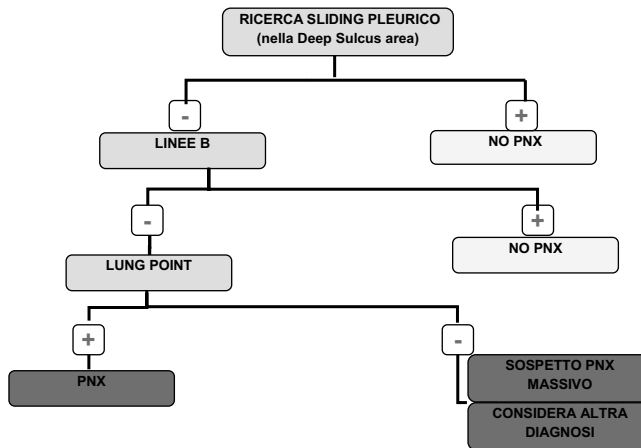 RICERCA SLIDING PLEURICO
(nella Deep Sulcus area)
-
+
LINEE B
NO PNX
-
+
LUNG POINT
NO PNX
+
-
PNX
SOSPETTO PNX
MASSIVO
CONSIDERA ALTRA
DIAGNOSI